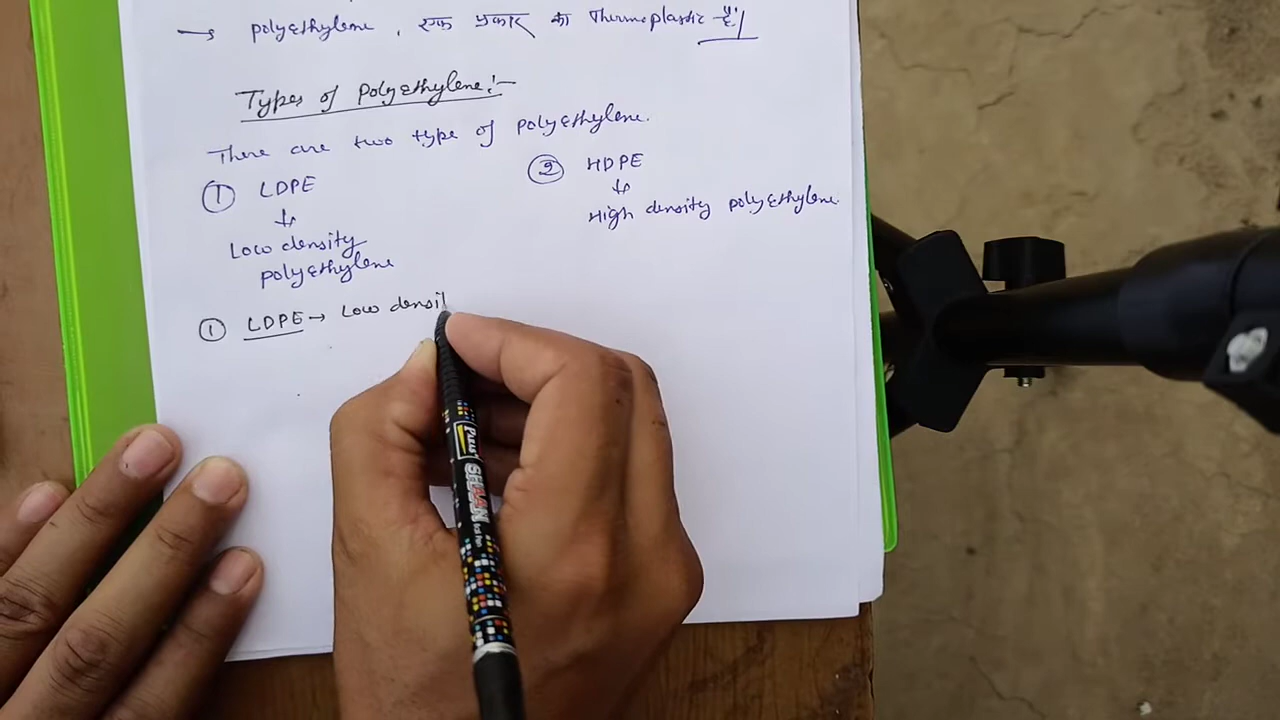 → polyethylene, एक प्रकार का Thermoplastic है।
Types of Polyethylene:-
There are two type of polyethylene.
① LDPE
↓
Low density
polyethylene
② HDPE
↓
High density polyethylene.
① LDPE → Low densit